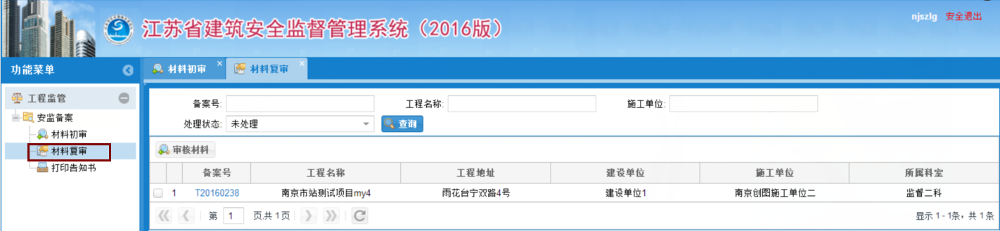 njszlg 安全退出
江苏省建筑安全监督管理系统（2016版）
功能菜单
材料初审 材料复审
工程监管
安监备案
材料初审
材料复审
打印告知书
备案号: 工程名称: 施工单位:
处理状态: 未处理 查询
审核材料
备案号 工程名称 工程地址 建设单位 施工单位 所属科室
1 T20160238 南京市站测试项目my4 雨花台宁双路4号 建设单位1 南京创图施工单位二 监督二科
第 1 页,共 1页 显示 1 - 1条，共 1条